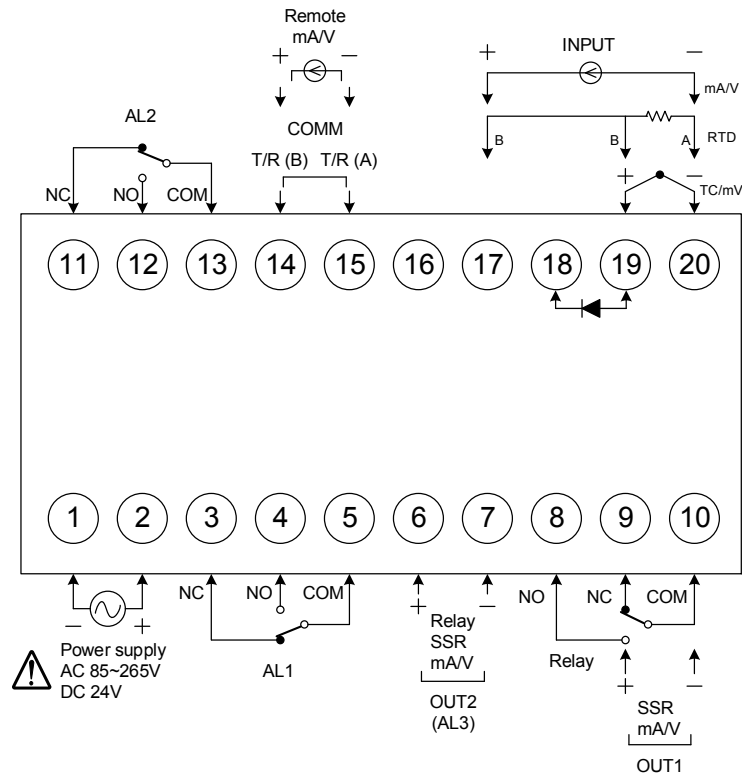 Remote
mA/V
+ −
INPUT
+ −
mA/V
AL2
COMM
B B A RTD
T/R (B) T/R (A)
+ −
TC/mV
NC NO COM
11 12 13 14 15 16 17 18 19 20
1 2 3 4 5 6 7 8 9 10
− +
NC NO COM
+ −
NO NC COM
Power supply
AC 85~265V
DC 24V
AL1
Relay
SSR
mA/V
OUT2
(AL3)
Relay
+ −
SSR
mA/V
OUT1